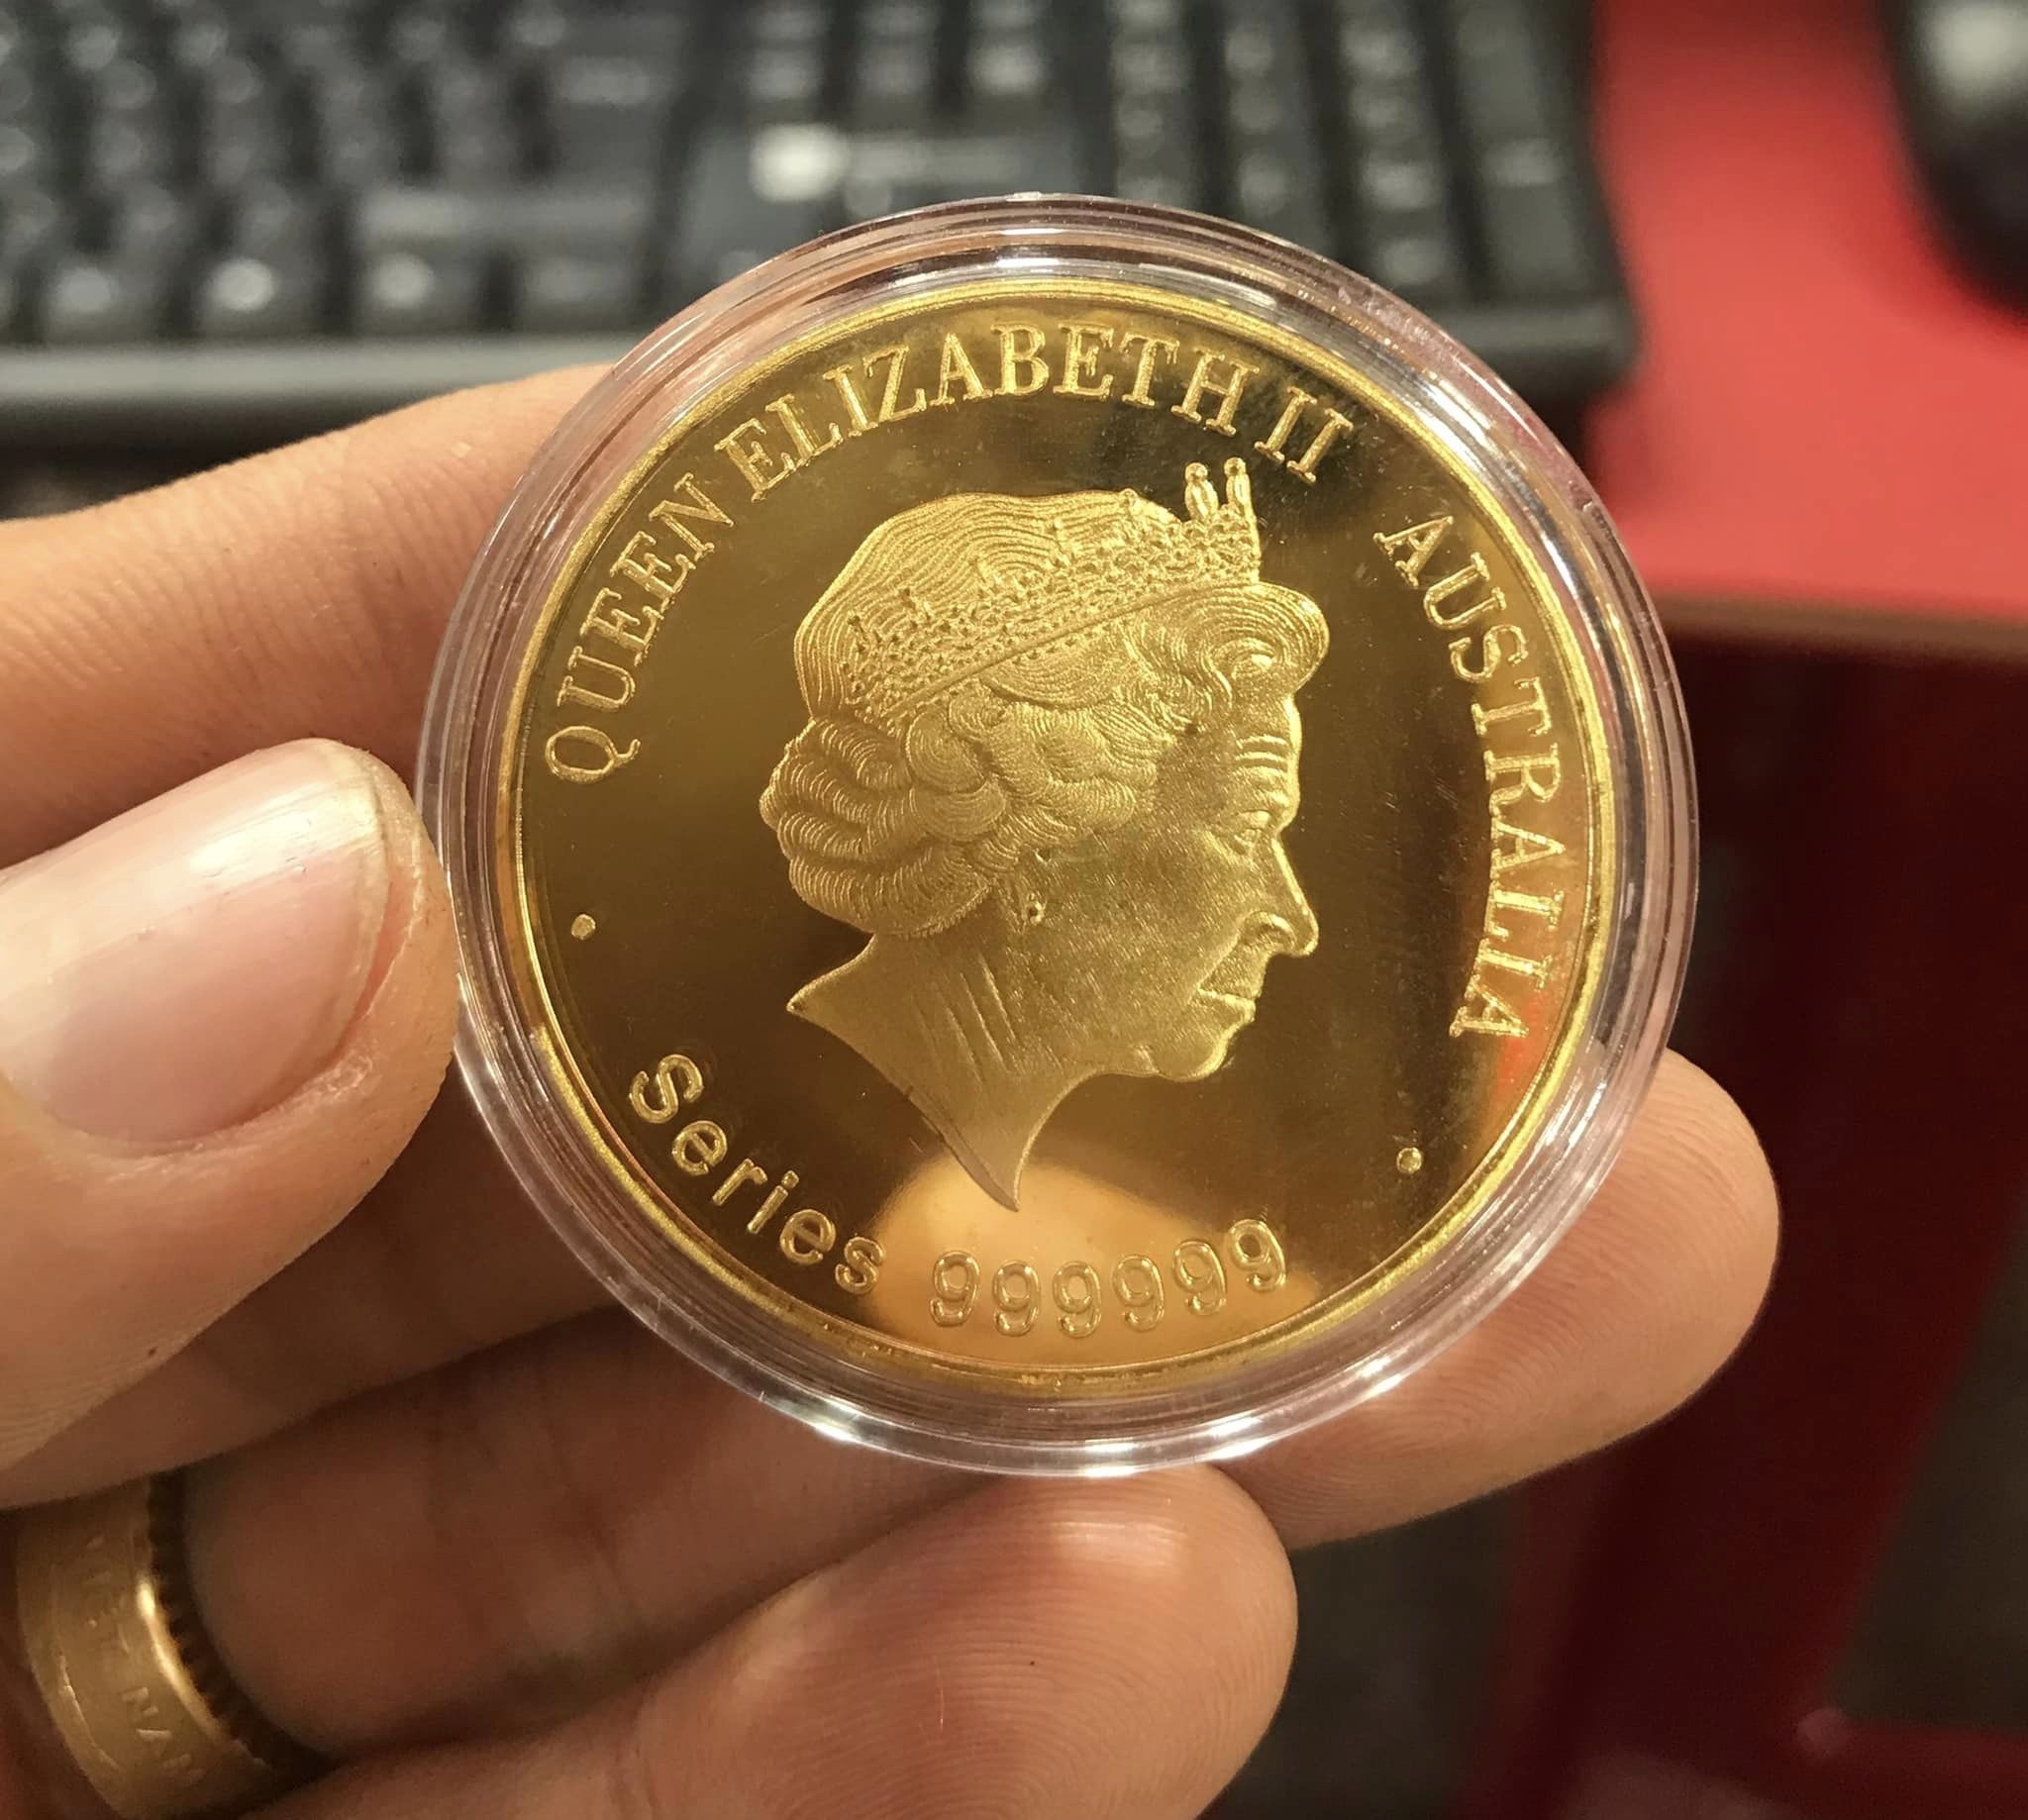 QUEEN ELIZABETH II AUSTRALIA
Series 999999